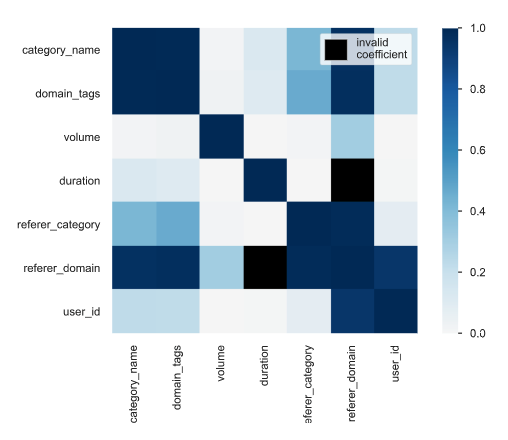 category_name
domain_tags
volume
duration
referer_category
referer_domain
user_id
invalid
coefficient
1.0
0.8
0.6
0.4
0.2
0.0
category_name
domain_tags
volume
duration
eferer_category
referer_domain
user_id